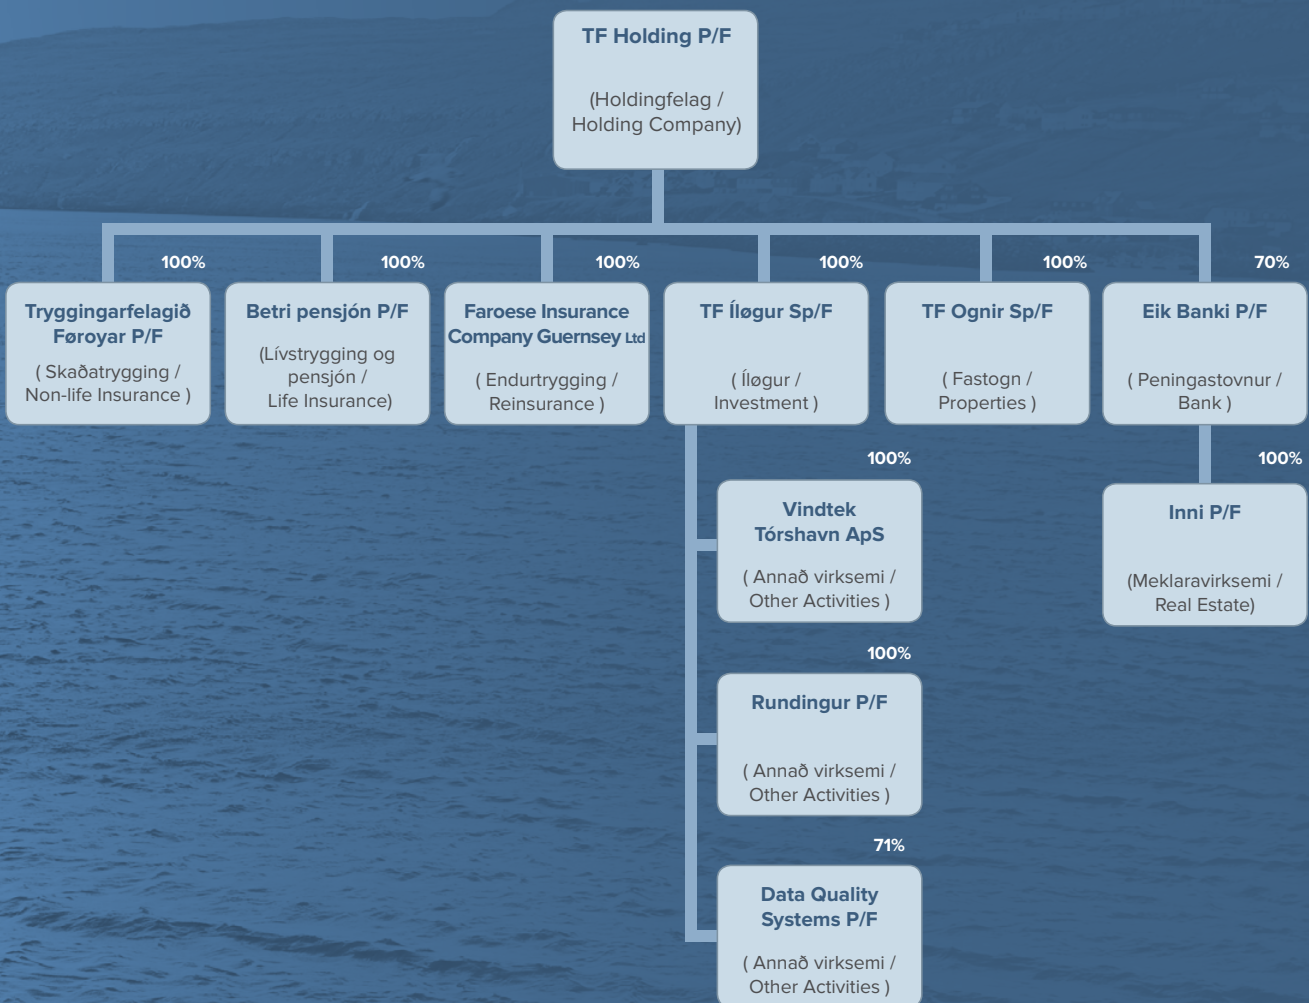 TF Holding P/F
(Holdingfelag /
Holding Company)
100%
100%
100%
100%
100%
70%
Tryggingarfelagið
Føroyar P/F
( Skaðatrygging /
Non-life Insurance )
Betri pensjón P/F
(Lívstrygging og
pensjón /
Life Insurance)
Faroese Insurance
Company Guernsey Ltd
( Endurtrygging /
Reinsurance )
TF Íløgur Sp/F
( Íløgur /
Investment )
TF Ognir Sp/F
( Fastogn /
Properties )
Eik Banki P/F
( Peningastovnur /
Bank )
100%
Vindtek
Tórshavn ApS
( Annað virksemi /
Other Activities )
100%
Inni P/F
(Meklaravirksemi /
Real Estate)
100%
Rundingur P/F
( Annað virksemi /
Other Activities )
71%
Data Quality
Systems P/F
( Annað virksemi /
Other Activities )